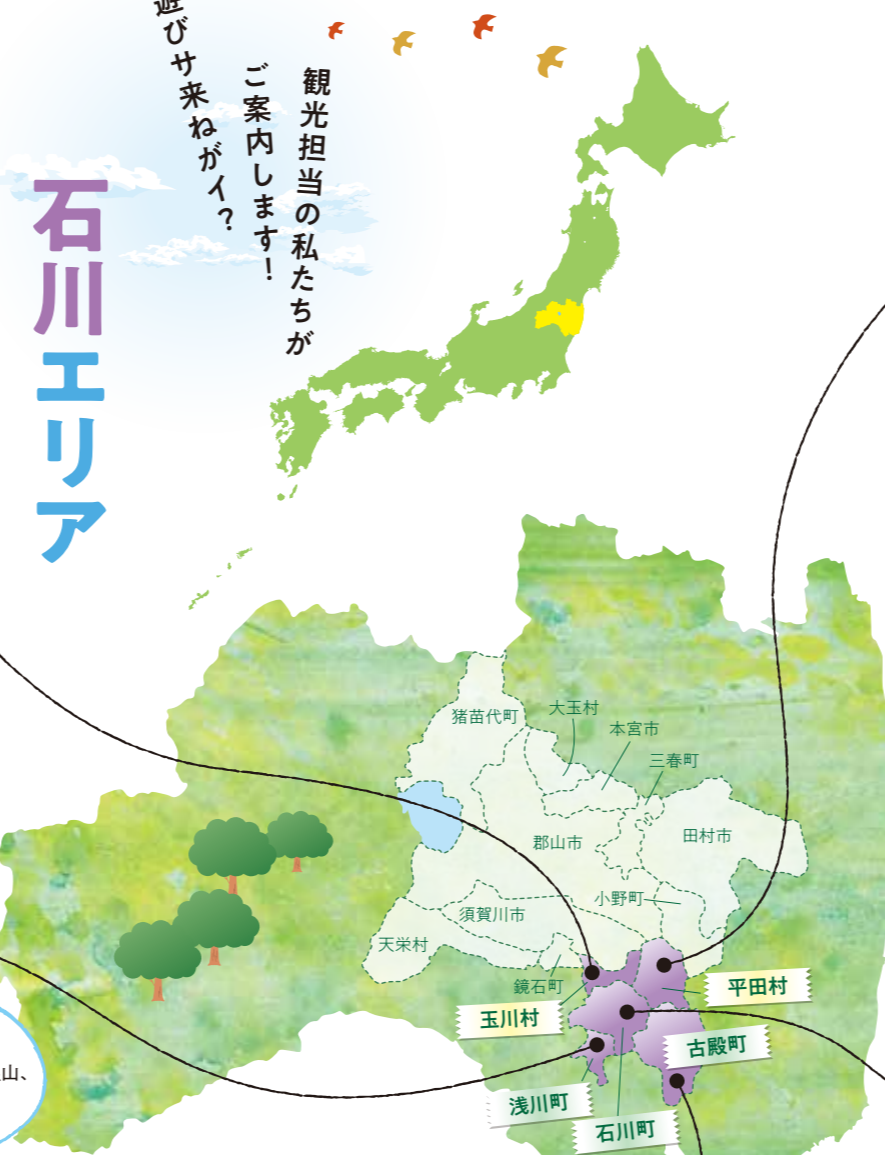 観光担当の私たちが
ご案内します！
遊びサ来ねがイ？
石川エリア
猪苗代町
大玉村
本宮市
三春町
郡山市
田村市
小野町
須賀川市
天栄村
鏡石町
玉川村
平田村
古殿町
浅川町
石川町
山、